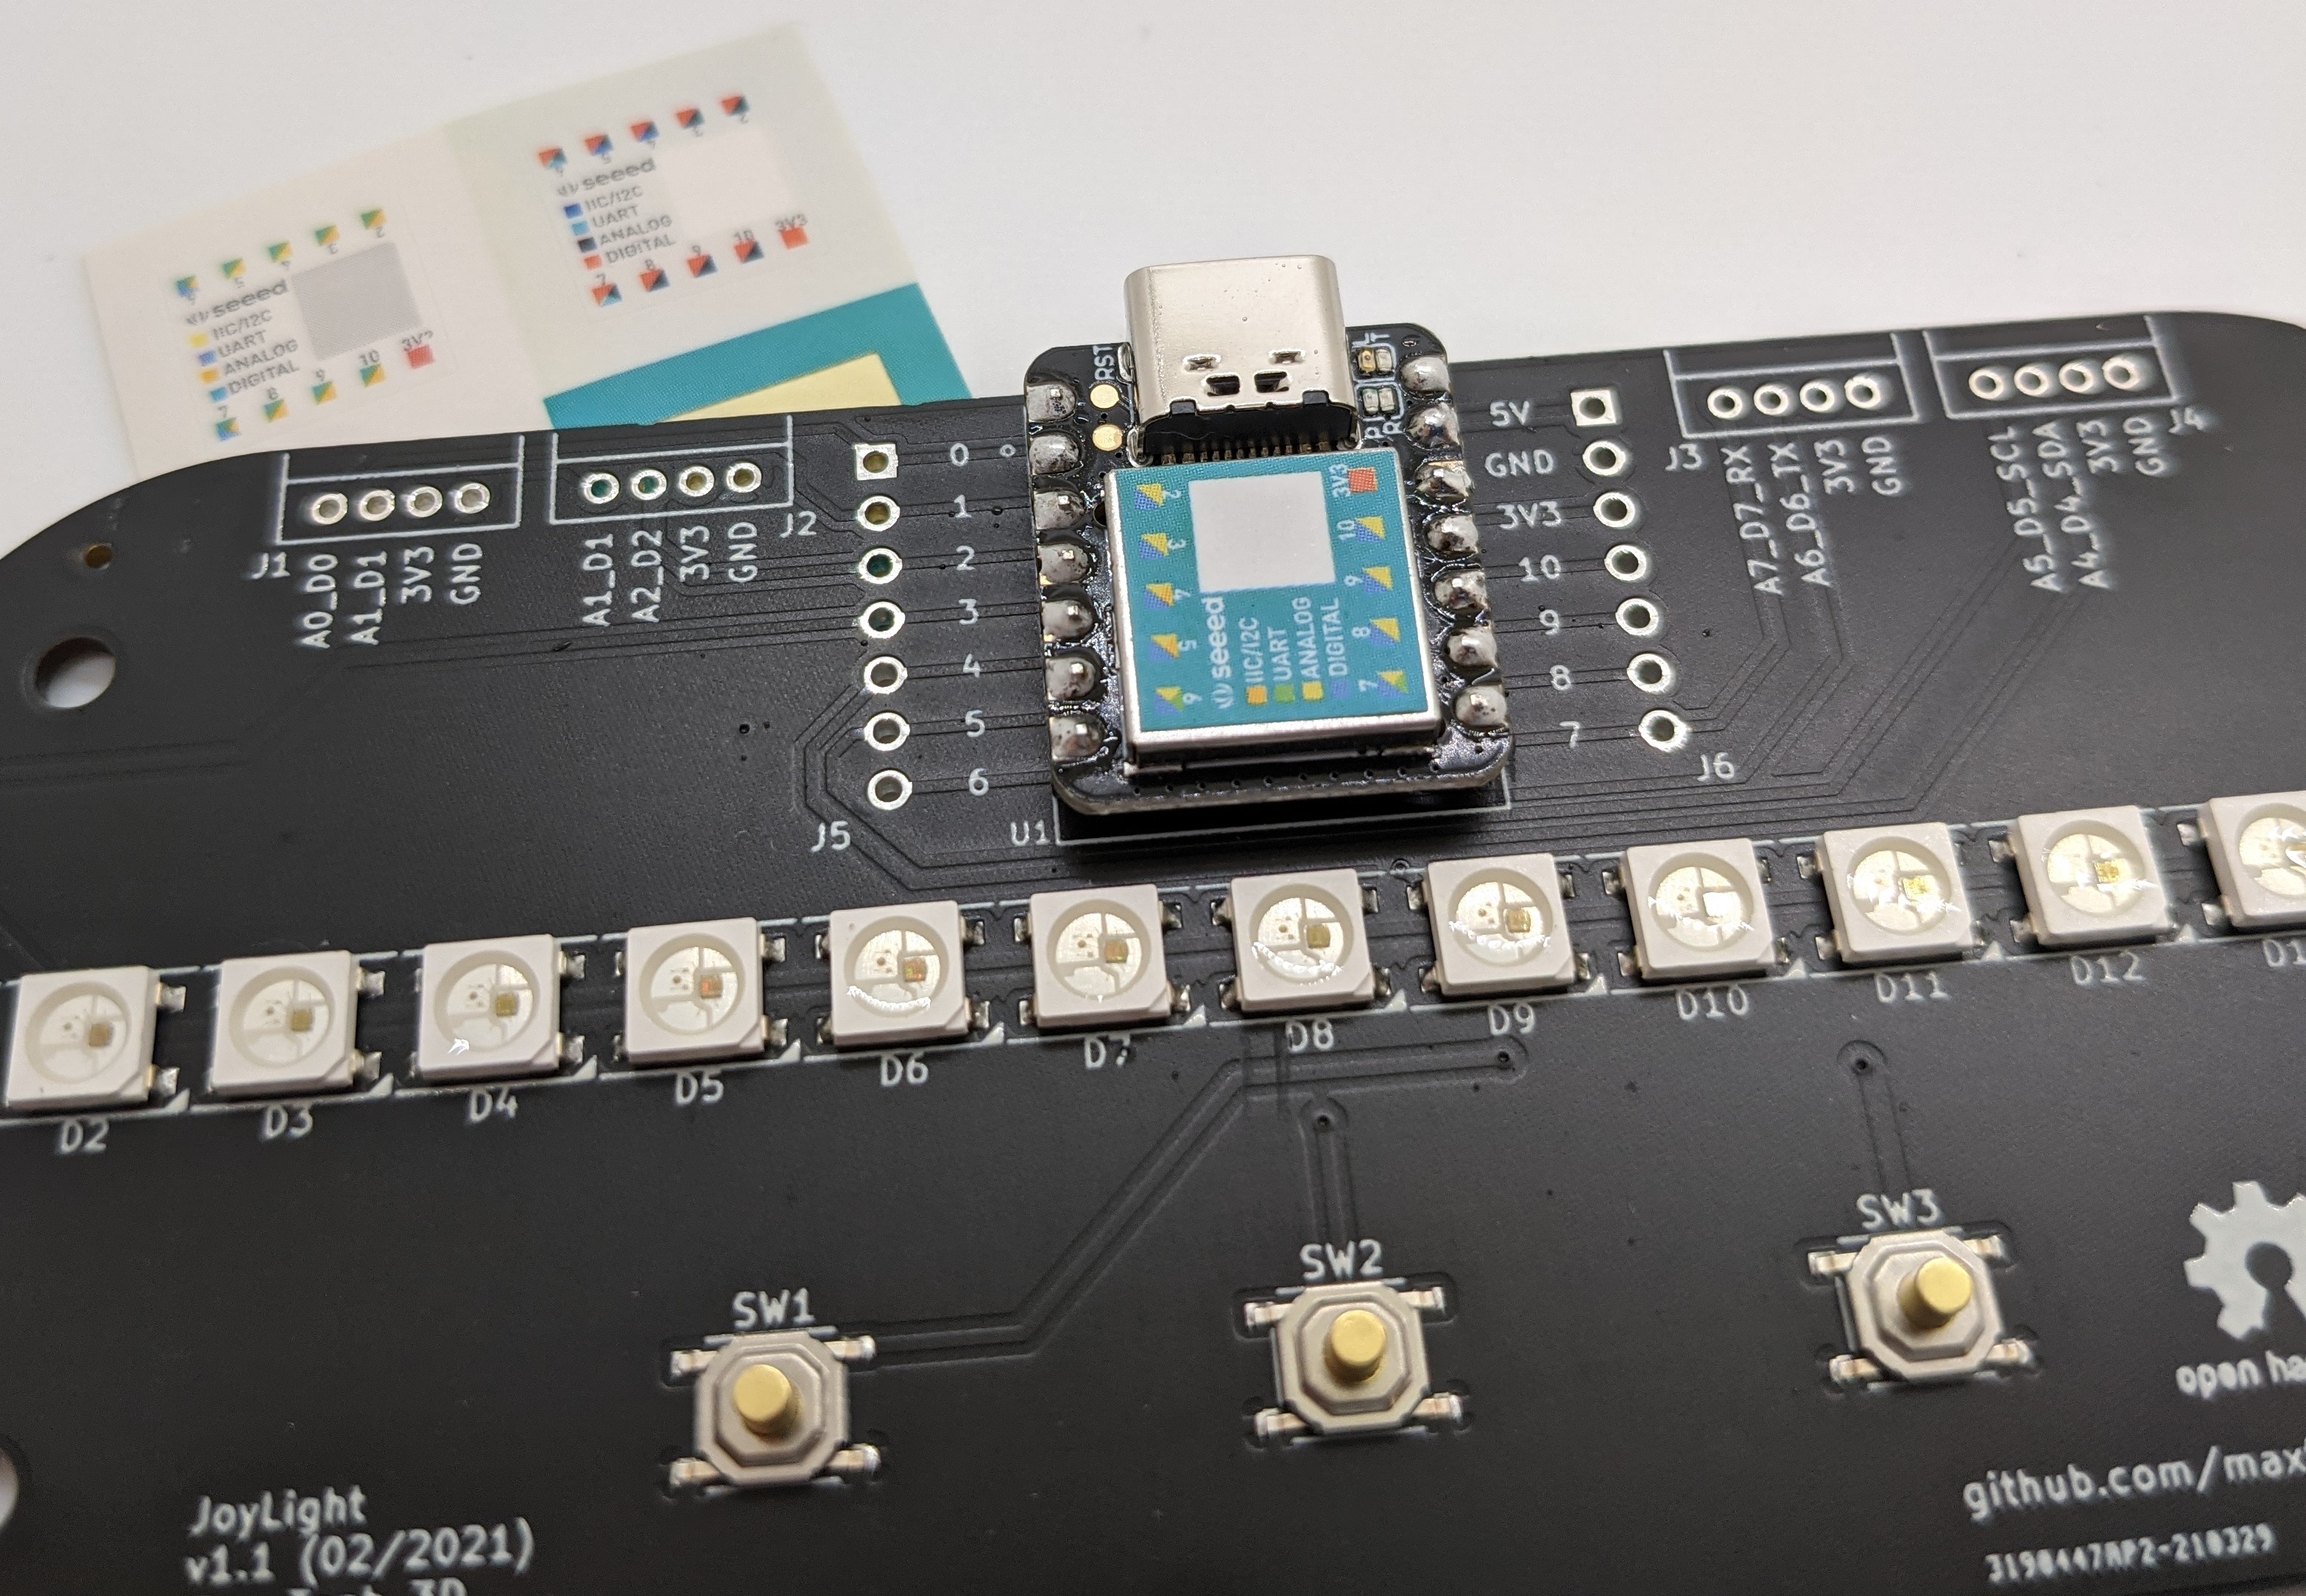 seeed
IIC/I2C
UART
ANALOG
DIGITAL
2
3
4
5
6
7
8
9
10
3V3
seeed
IIC/I2C
UART
ANALOG
DIGITAL
2
3
4
5
6
7
8
9
10
RST
J1
A0_D0
A1_D1
3V3
GND
J2
A1_D1
A2_D2
3V3
GND
0
1
2
3
4
5
6
J5
U1
seeed
IIC/I2C
UART
ANALOG
DIGITAL
2
3
4
5
6
7
8
9
10
3V3
5V
GND
3V3
10
9
8
7
J6
J3
A7_D7_RX
A6_D6_TX
3V3
GND
J4
A5_D5_SCL
A4_D4_SDA
3V3
GND
D2
D3
D4
D5
D6
D7
D8
D9
D10
D11
D12
SW1
SW2
SW3
open
JoyLight
v1.1 (02/2021)
github.com/max